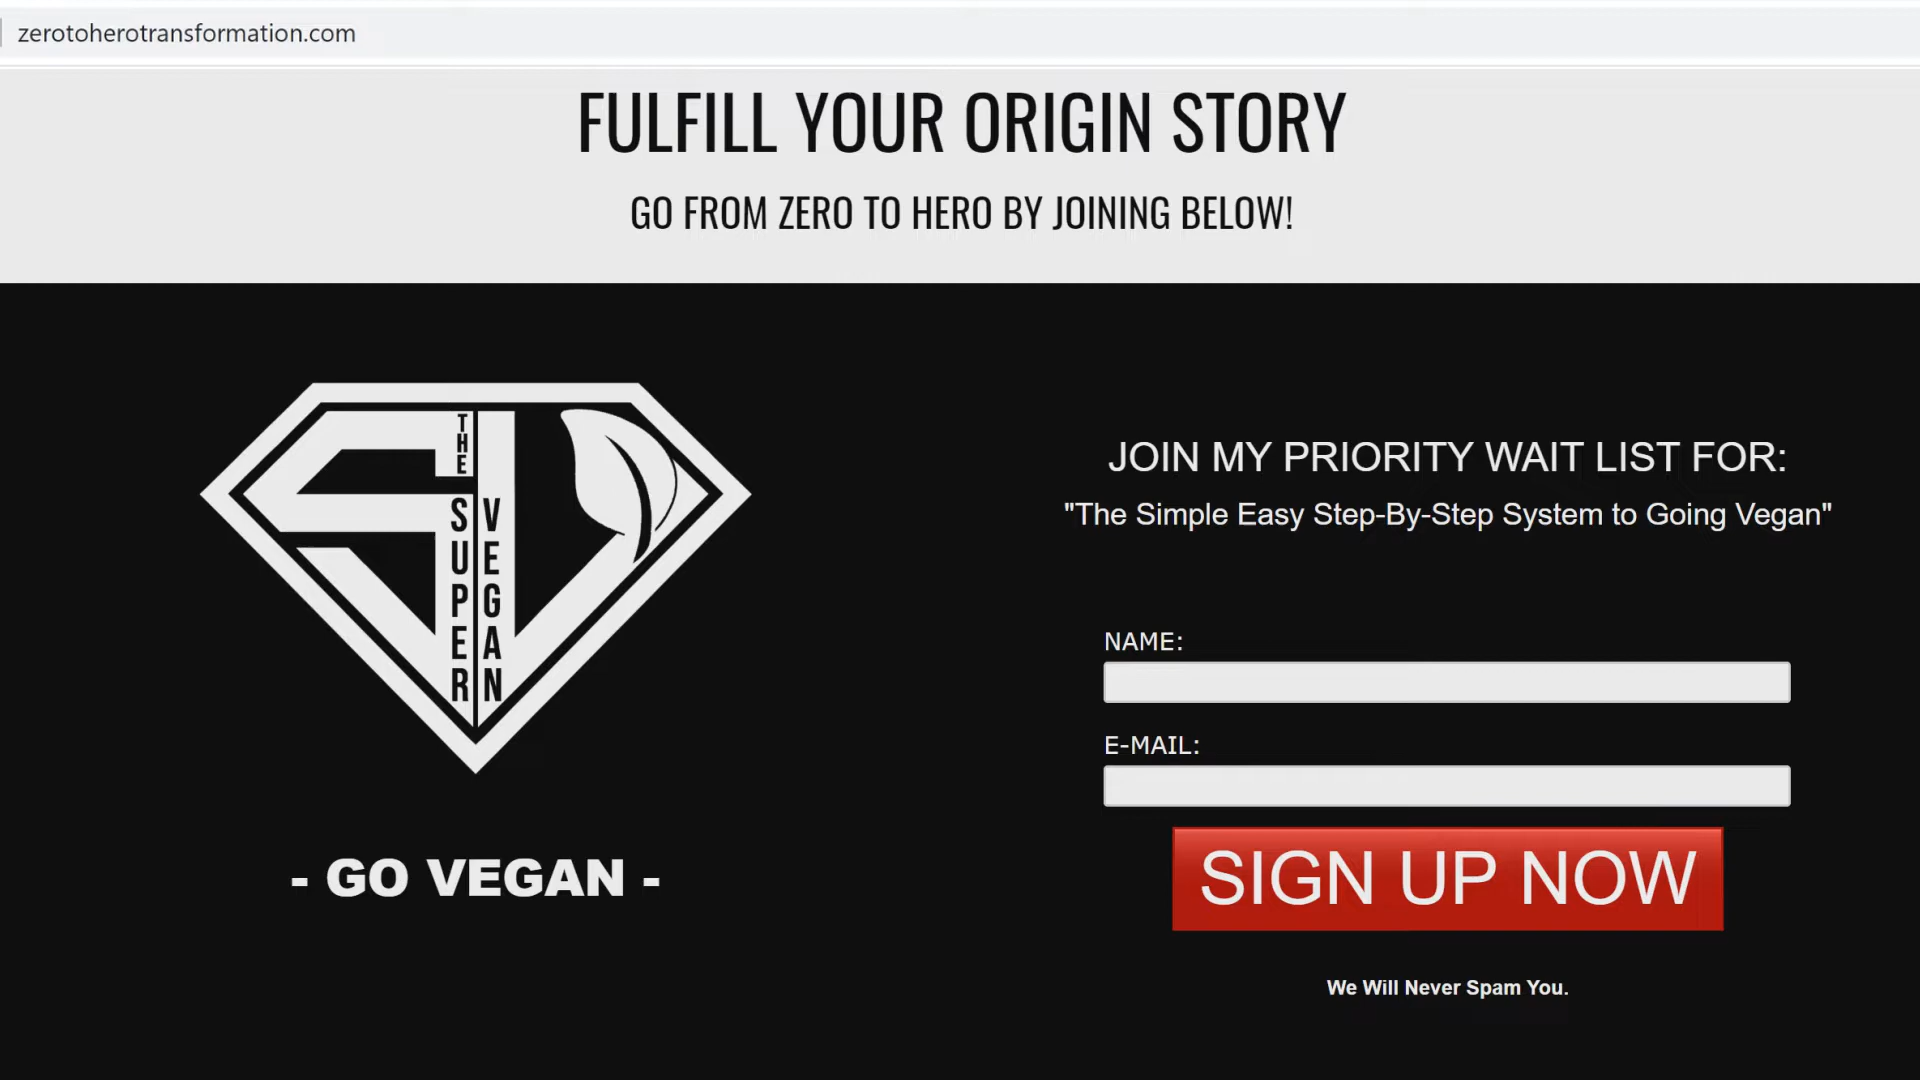 zerotoherotransformation.com
FULFILL YOUR ORIGIN STORY
GO FROM ZERO TO HERO BY JOINING BELOW!
THE
SUPER
VEGAN
- GO VEGAN -
JOIN MY PRIORITY WAIT LIST FOR:
"The Simple Easy Step-By-Step System to Going Vegan"
NAME:
E-MAIL:
SIGN UP NOW
We Will Never Spam You.